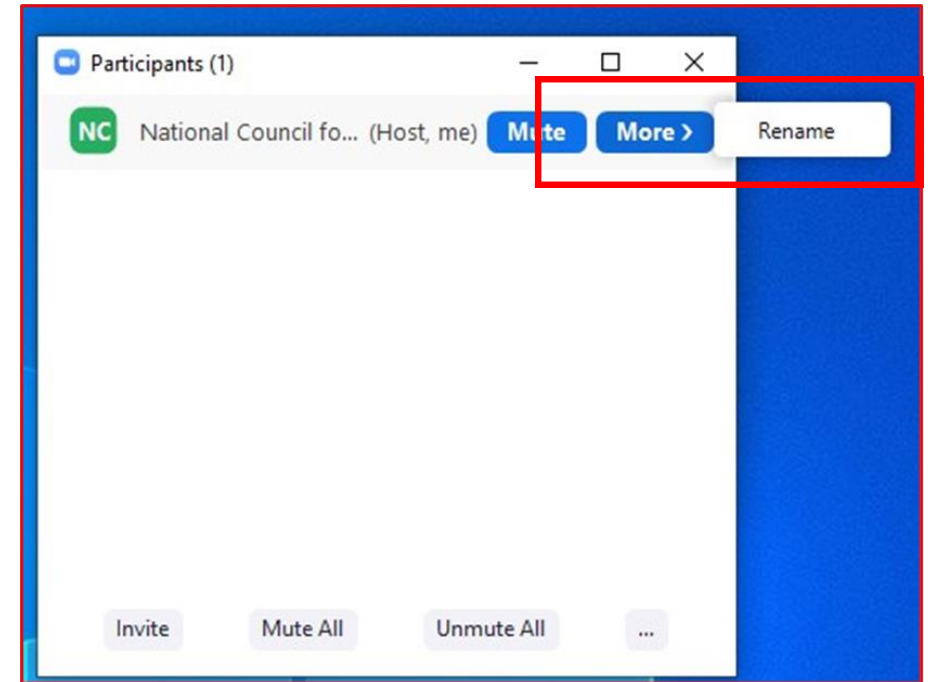 Participants (1)
NC National Council fo... (Host, me) Mute More > Rename
Invite Mute All Unmute All ...